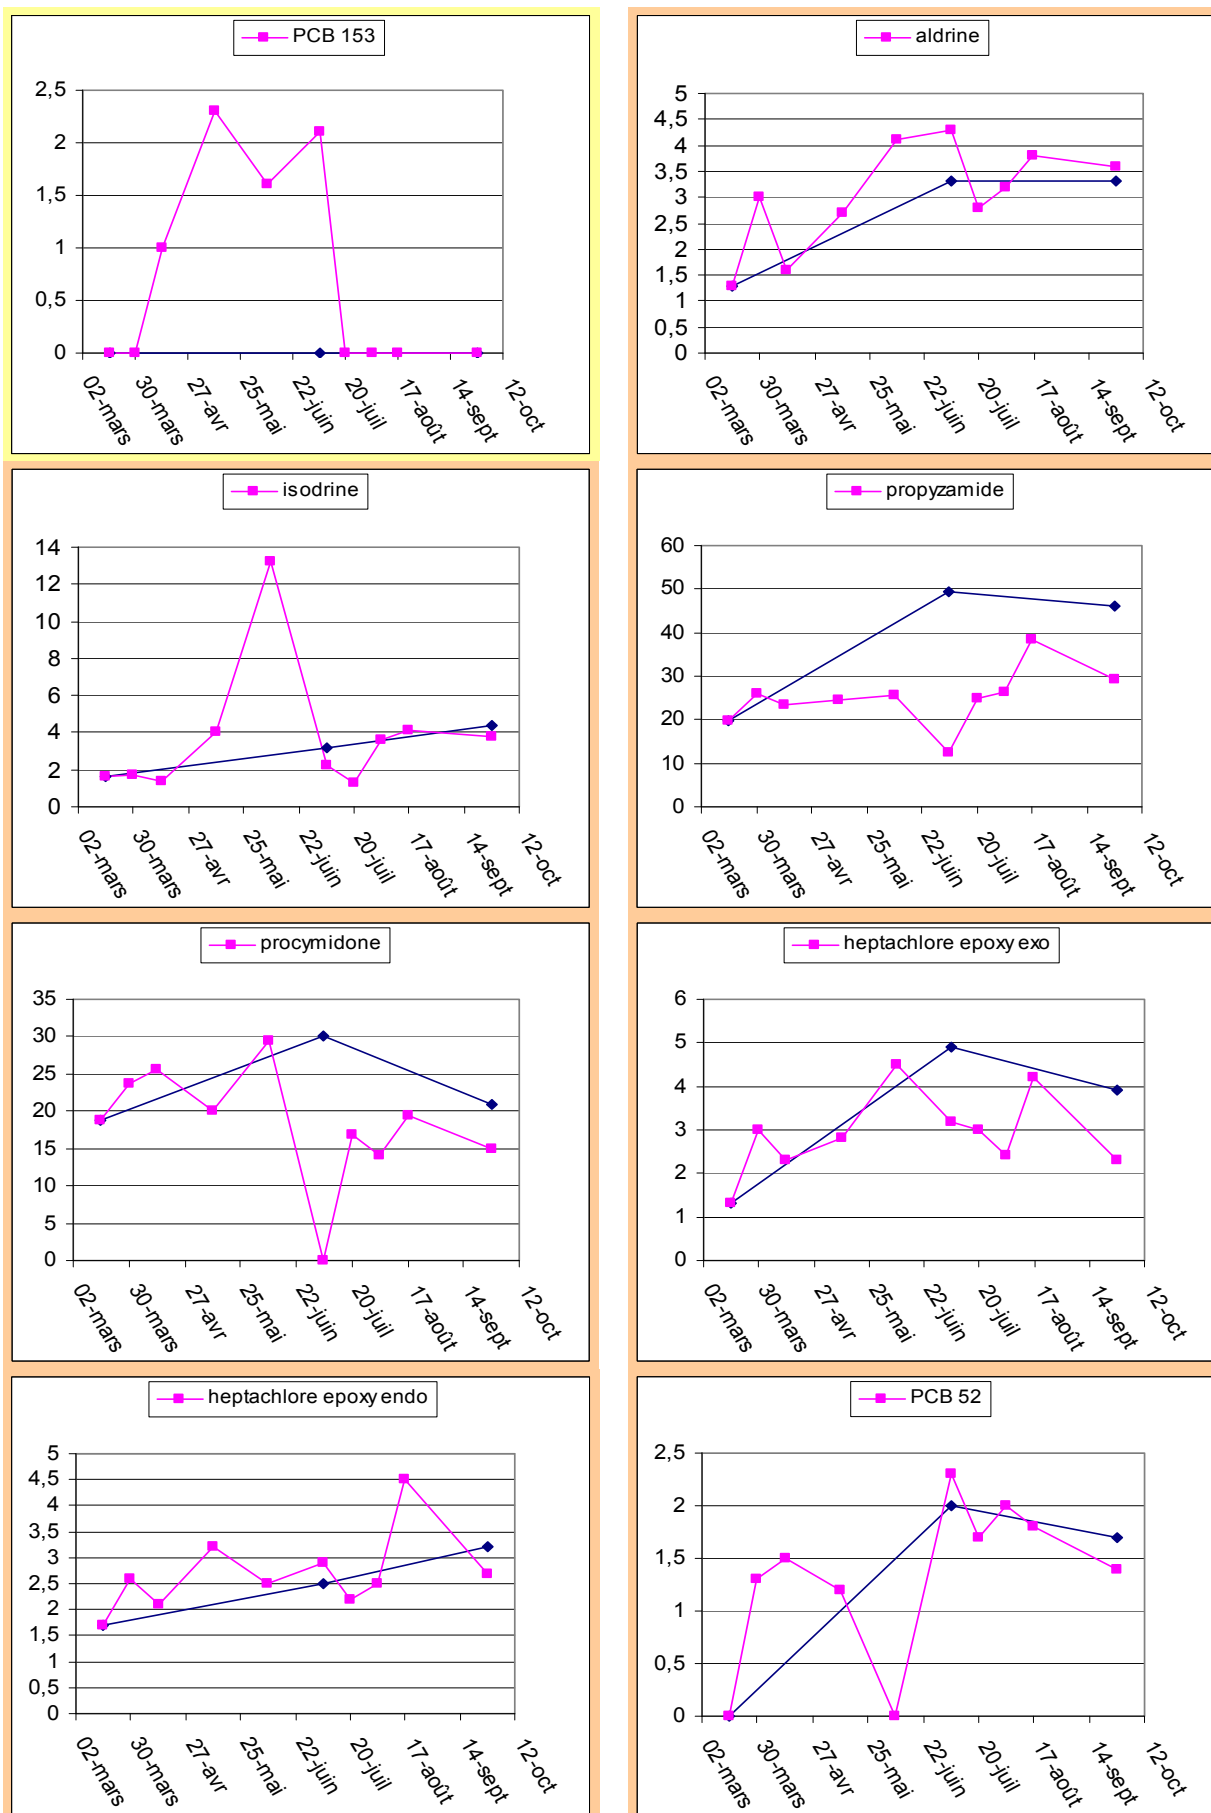 PCB 153
2,5
2
1,5
1
0,5
0
02-mars
30-mars
27-avr
25-mai
22-juin
20-juil
17-août
14-sept
12-oct
aldrine
5
4,5
4
3,5
3
2,5
2
1,5
1
0,5
0
02-mars
30-mars
27-avr
25-mai
22-juin
20-juil
17-août
14-sept
12-oct
isodrine
14
12
10
8
6
4
2
0
02-mars
30-mars
27-avr
25-mai
22-juin
20-juil
17-août
14-sept
12-oct
propyzamide
60
50
40
30
20
10
0
02-mars
30-mars
27-avr
25-mai
22-juin
20-juil
17-août
14-sept
12-oct
procymidone
35
30
25
20
15
10
5
0
02-mars
30-mars
27-avr
25-mai
22-juin
20-juil
17-août
14-sept
12-oct
heptachlore epoxy exo
6
5
4
3
2
1
0
02-mars
30-mars
27-avr
25-mai
22-juin
20-juil
17-août
14-sept
12-oct
heptachlore epoxy endo
5
4,5
4
3,5
3
2,5
2
1,5
1
0,5
0
02-mars
30-mars
27-avr
25-mai
22-juin
20-juil
17-août
14-sept
12-oct
PCB 52
2,5
2
1,5
1
0,5
0
02-mars
30-mars
27-avr
25-mai
22-juin
20-juil
17-août
14-sept
12-oct